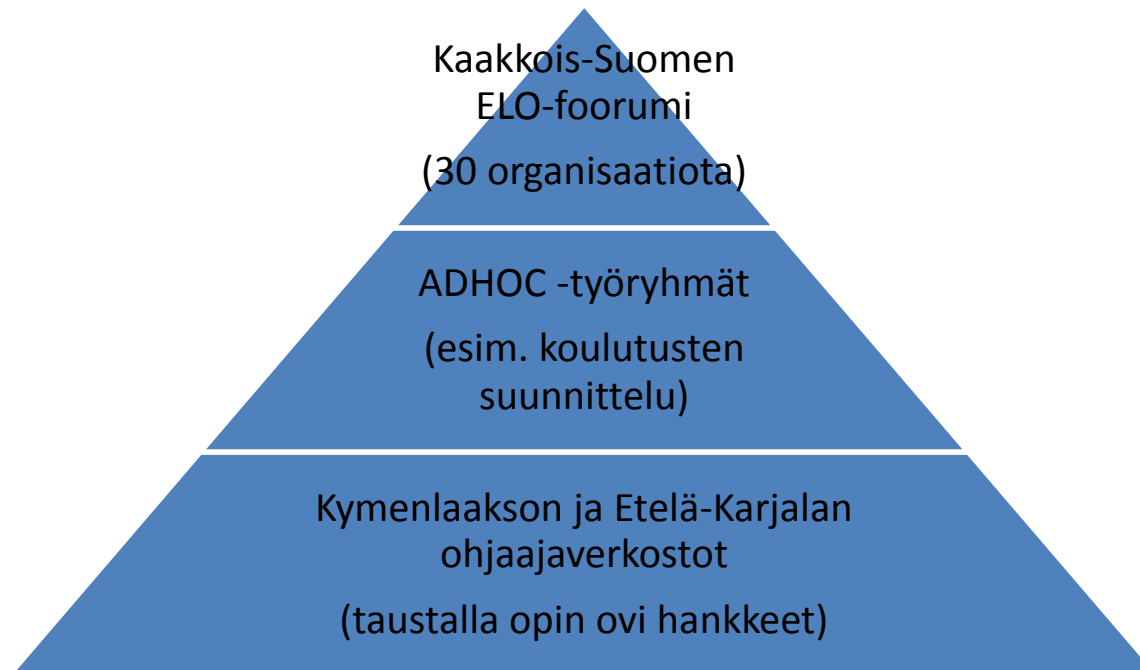 Kaakkois-Suomen
ELO-foorumi
(30 organisaatiota)
ADHOC -työryhmät
(esim. koulutusten
suunnittelu)
Kymenlaakson ja Etelä-Karjalan
ohjaajaverkostot
(taustalla opin ovi hankkeet)